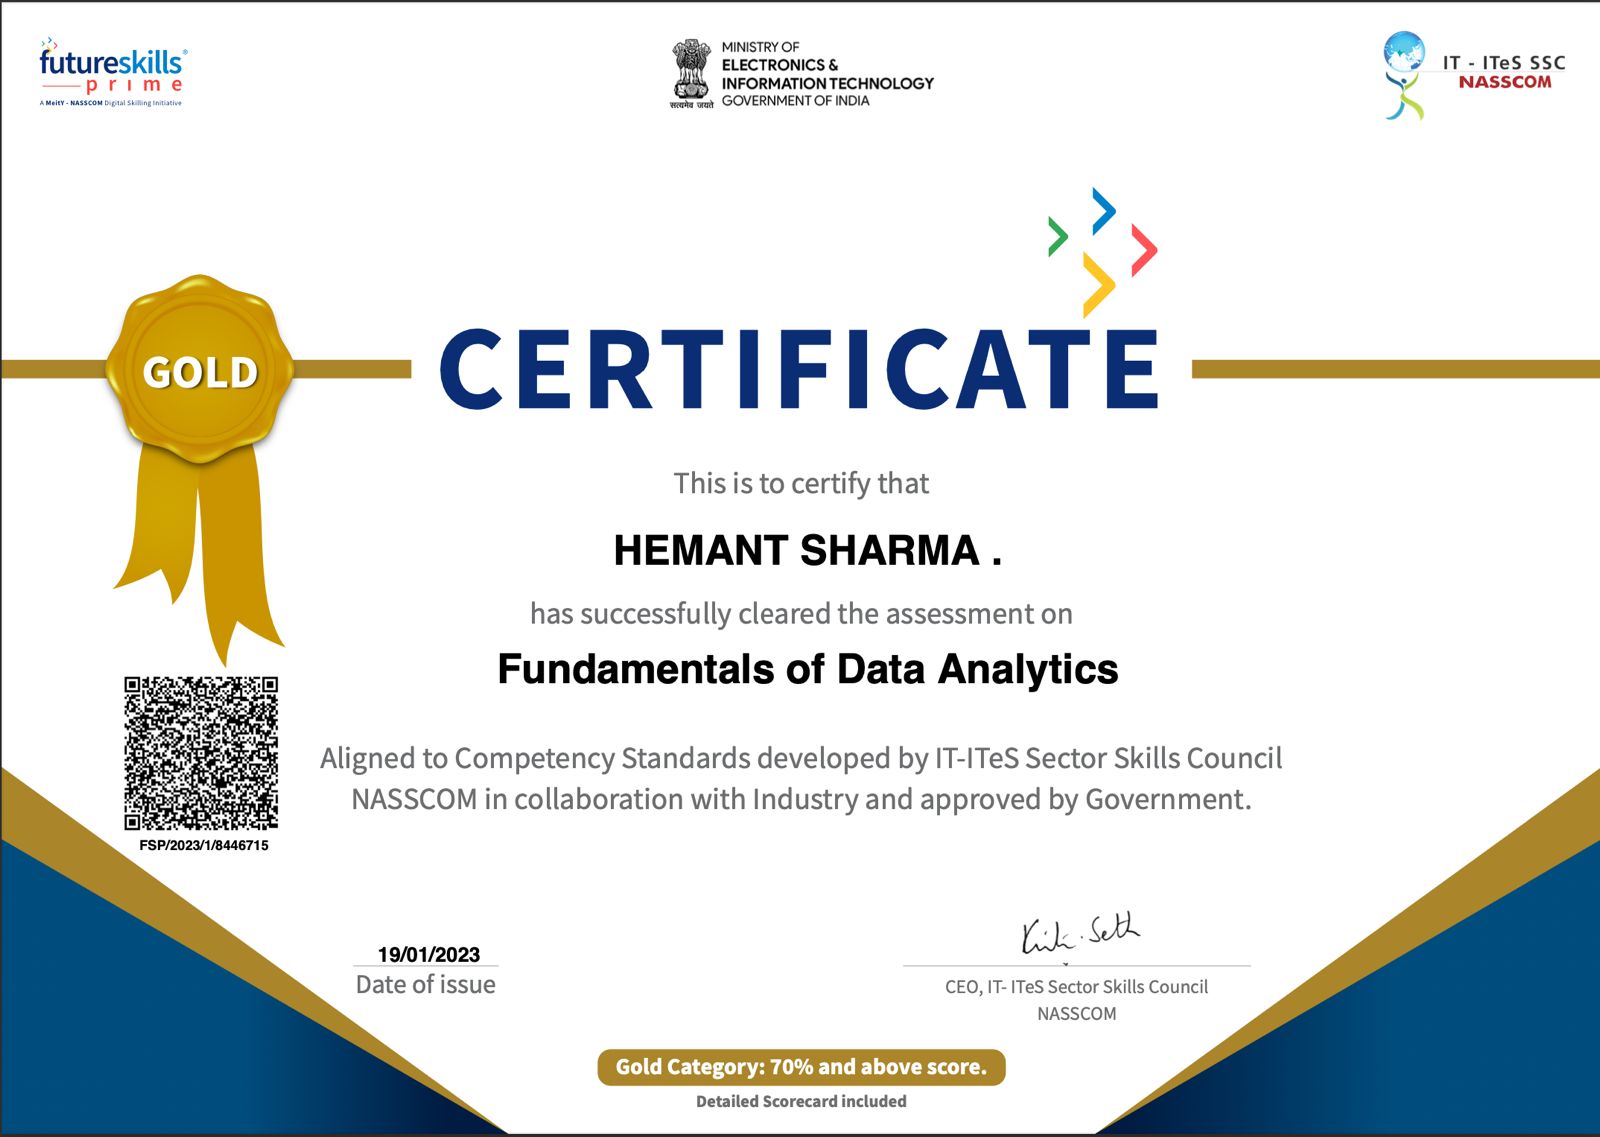 futureskills®
prime
A MeitY - NASSCOM Digital Skilling Initiative
सत्यमेव जयते
MINISTRY OF
ELECTRONICS &
INFORMATION TECHNOLOGY
GOVERNMENT OF INDIA
IT - ITeS SSC
NASSCOM
GOLD
CERTIFICATE
This is to certify that
HEMANT SHARMA .
has successfully cleared the assessment on
Fundamentals of Data Analytics
Aligned to Competency Standards developed by IT-ITeS Sector Skills Council
NASSCOM in collaboration with Industry and approved by Government.
FSP/2023/1/8446715
19/01/2023
Date of issue
Seth
CEO, IT- ITeS Sector Skills Council
NASSCOM
Gold Category: 70% and above score.
Detailed Scorecard included